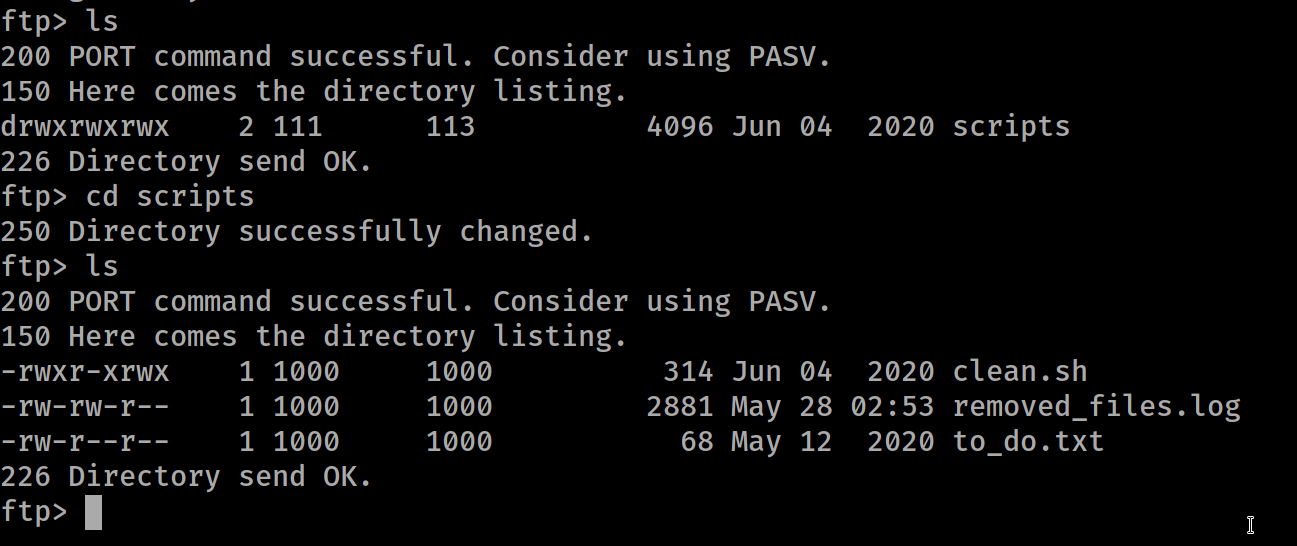 ftp> ls
200 PORT command successful. Consider using PASV.
150 Here comes the directory listing.
drwxrwxrwx    2 111      113          4096 Jun 04  2020 scripts
226 Directory send OK.
ftp> cd scripts
250 Directory successfully changed.
ftp> ls
200 PORT command successful. Consider using PASV.
150 Here comes the directory listing.
-rwxr-xrwx    1 1000     1000          314 Jun 04  2020 clean.sh
-rw-rw-r--    1 1000     1000         2881 May 28 02:53 removed_files.log
-rw-r--r--    1 1000     1000           68 May 12  2020 to_do.txt
226 Directory send OK.
ftp>